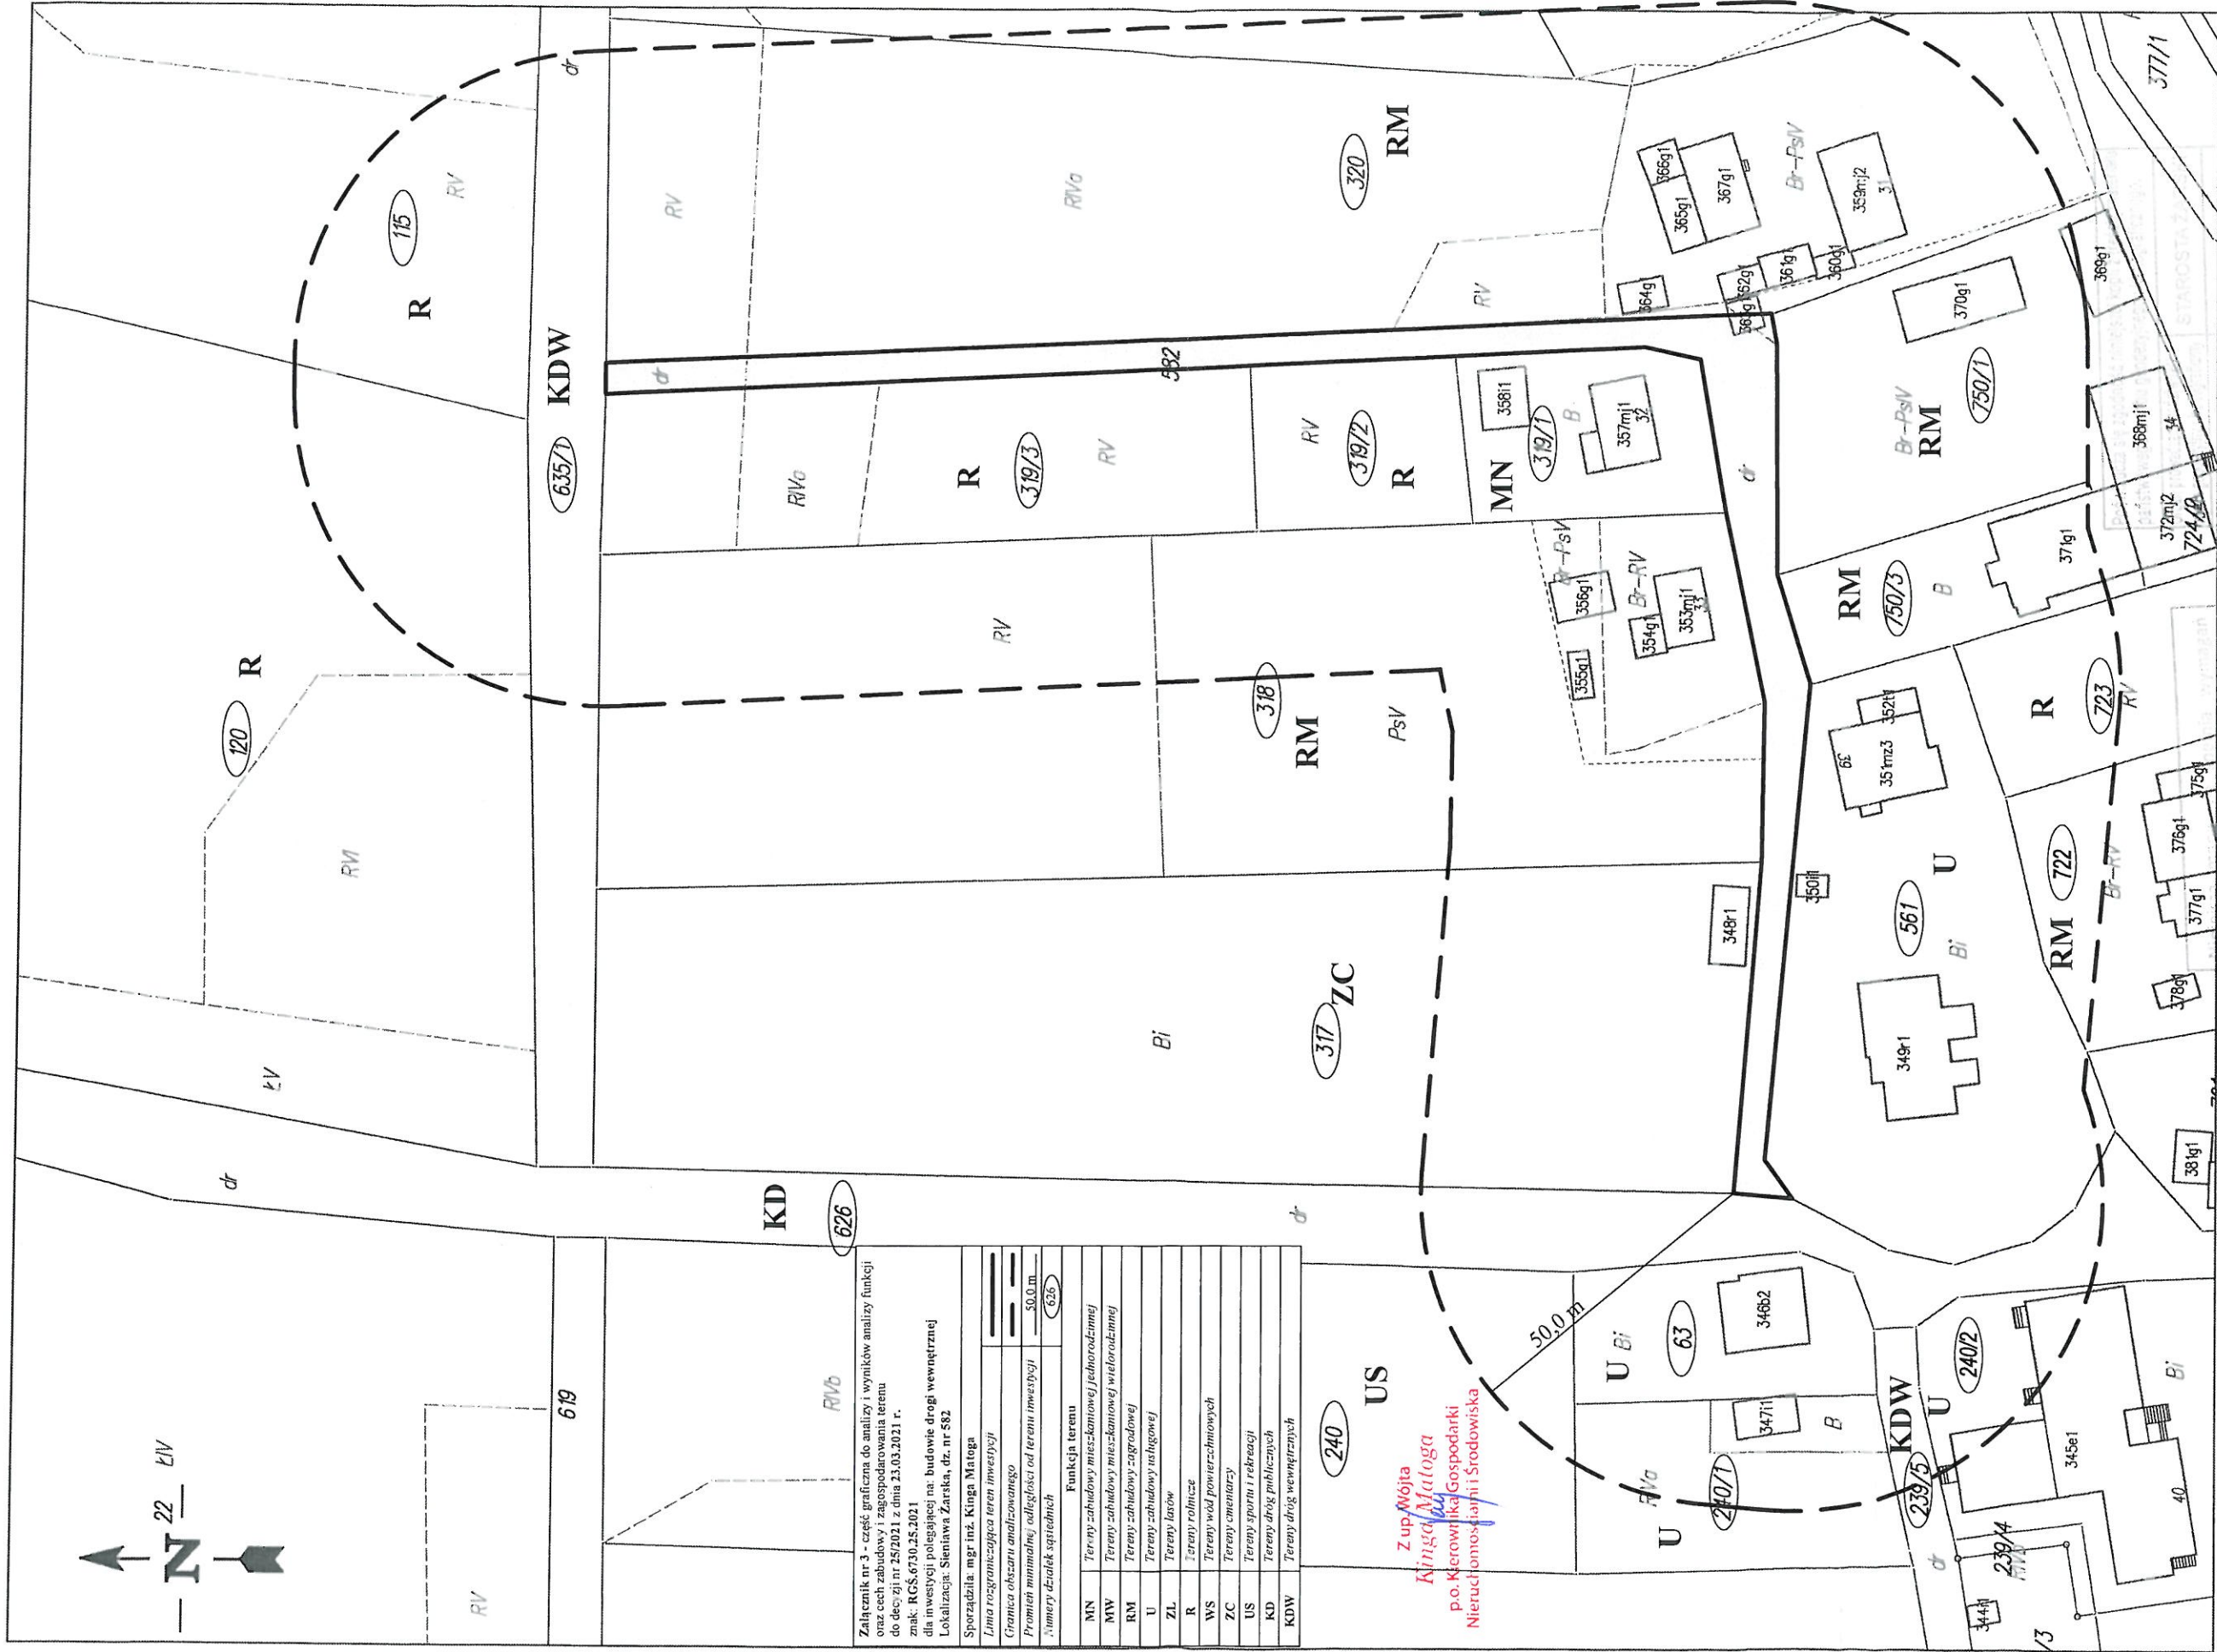 N
22
ŁIV
RV
619
RIVb
dr
ŁV
RVI
120
R
115
R
RV
dr
635/1
KDW
KD
626
dr
Załącznik nr 3 - część graficzna do analizy i wyników analizy funkcji
oraz cech zabudowy i zagospodarowania terenu
do decyzji nr 25/2021 z dnia 23.03.2021 r.
znak: RGŚ.6730.25.2021
dla inwestycji polegającej na: budowie drogi wewnętrznej
Lokalizacja: Sieniawa Żarska, dz. nr 582
Sporządziła: mgr inż. Kinga Matoga
Linia rozgraniczająca teren inwestycji
Granica obszaru analizowanego
Promień minimalnej odległości od terenu inwestycji 50,0 m
Numery działek sąsiednich 626
Funkcja terenu
MN Tereny zabudowy mieszkaniowej jednorodzinnej
MW Tereny zabudowy mieszkaniowej wielorodzinnej
RM Tereny zabudowy zagrodowej
U Tereny zabudowy usługowej
ZL Tereny lasów
R Tereny rolnicze
WS Tereny wód powierzchniowych
ZC Tereny cmentarzy
US Tereny sportu i rekreacji
KD Tereny dróg publicznych
KDW Tereny dróg wewnętrznych
Z up. Wójta
Kinga Matoga
p.o. Kierownika Gospodarki
Nieruchomościami i Środowiska
240
US
50,0 m
Bi
317
ZC
348r1
RV
318
RM
PsV
355g1
356g1
Br-PsV
354g1
Br-RV
353mj1
33
dr
RIVa
R
319/3
RV
RV
319/2
R
MN
319/1
B
358i1
357mj1
32
582
dr
RV
RIVa
320
RM
RV
364g
365g1
366g1
367g1
Br-PsIV
359mj2
31
360g1
361g1
362g1
363g1
377/1
369g1
370g1
Br-PsIV
RM
750/1
368mj1
34
372mj2
724/2
STAROSTA
371g1
RM
750/3
B
R
723
RV
352t1
351mz3
39
350i1
561
U
Bi
349r1
RM
722
Br-RV
375g1
376g1
377g1
378g1
381g1
U
Bi
63
346b2
347i1
B
RVa
240/1
U
KDW
239/5
U
240/2
345e1
Bi
40
dr
239/4
344i1
/3